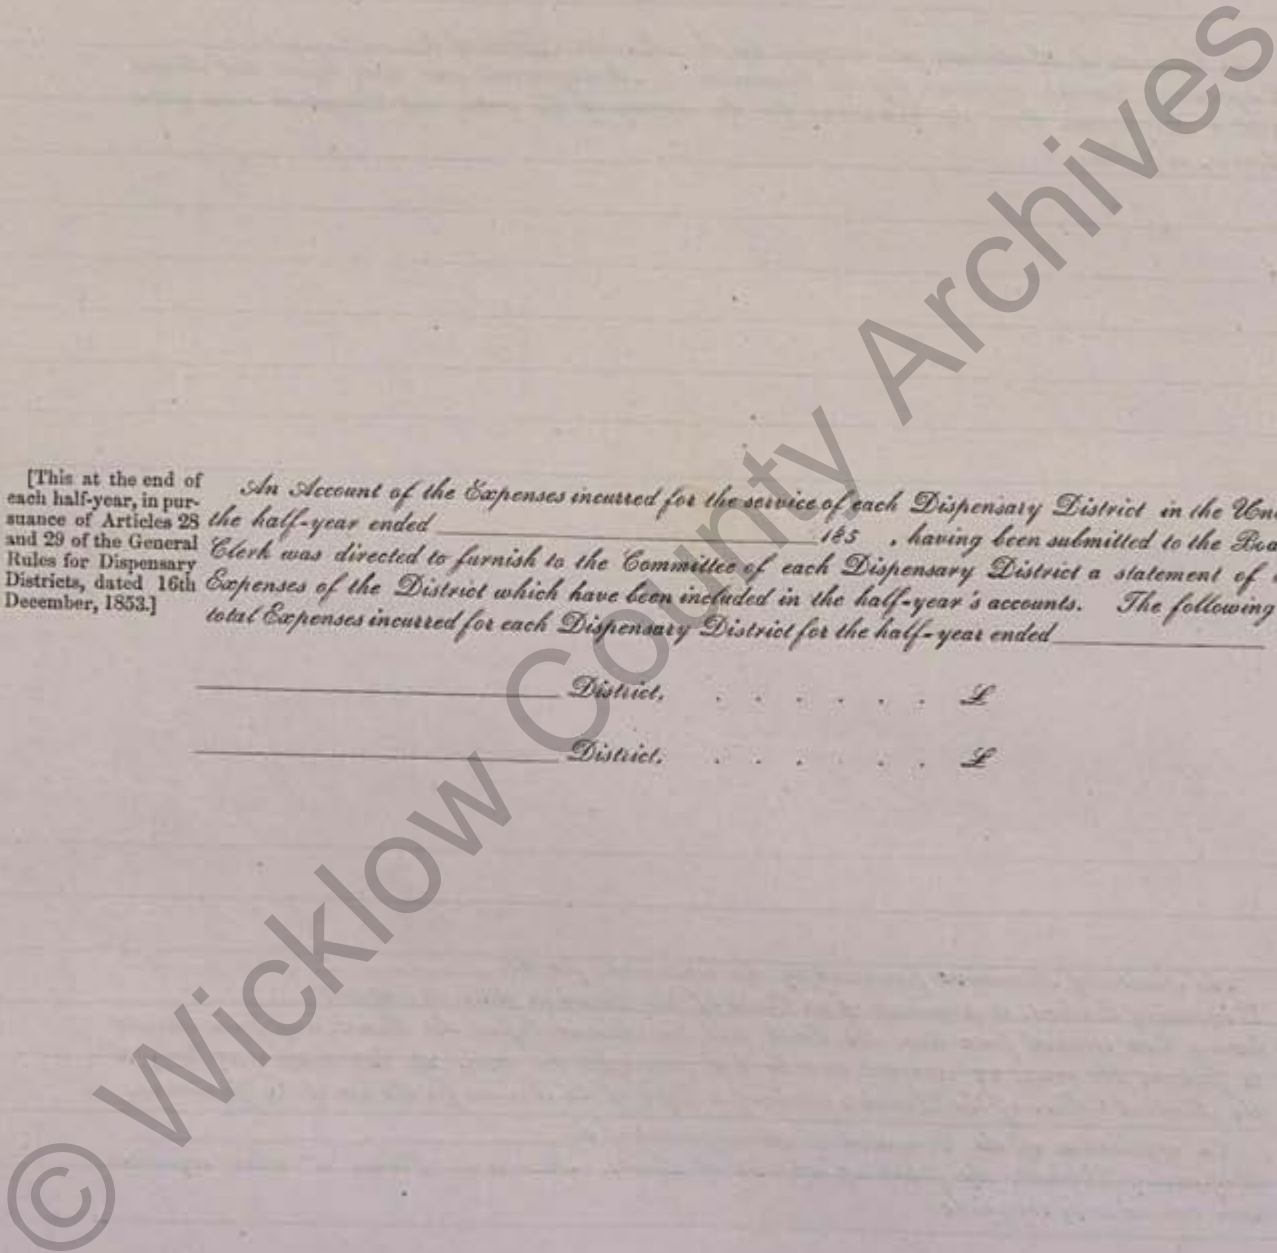 [This at the end of
each half-year, in pur-
suance of Articles 28
and 29 of the General
Rules for Dispensary
Districts, dated 16th
December, 1853.]
An Account of the Expenses incurred for the service of each Dispensary District in the
the half-year ended 185 , having been submitted to the
Clerk was directed to furnish to the Committee of each Dispensary District a statement of
Expenses of the District which have been included in the half-year's accounts. The following
total Expenses incurred for each Dispensary District for the half-year ended
District, . . . . . . £
District, . . . . . . £
© Wicklow County Archives